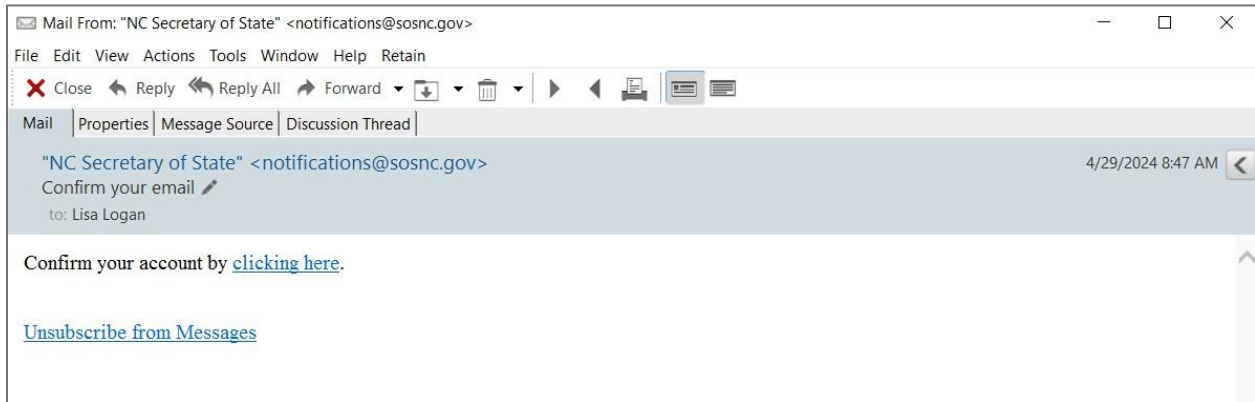 Mail From: "NC Secretary of State" <notifications@sosnc.gov>
File Edit View Actions Tools Window Help Retain
Close Reply Reply All Forward
Mail Properties Message Source Discussion Thread
"NC Secretary of State" <notifications@sosnc.gov> 4/29/2024 8:47 AM
Confirm your email
to: Lisa Logan
Confirm your account by clicking here.
Unsubscribe from Messages